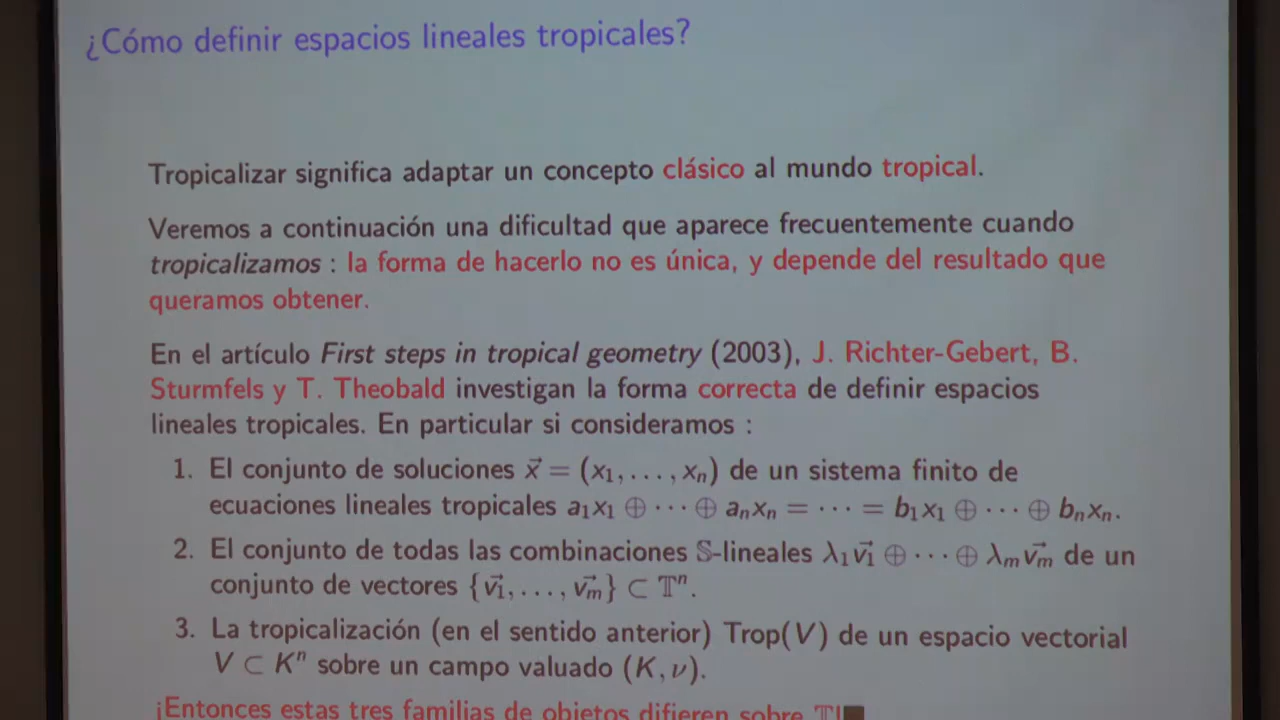 ¿Cómo definir espacios lineales tropicales?
Tropicalizar significa adaptar un concepto clásico al mundo tropical.
Veremos a continuación una dificultad que aparece frecuentemente cuando
tropicalizamos : la forma de hacerlo no es única, y depende del resultado que
queramos obtener.
En el artículo First steps in tropical geometry (2003), J. Richter-Gebert, B.
Sturmfels y T. Theobald investigan la forma correcta de definir espacios
lineales tropicales. En particular si consideramos :
1. El conjunto de soluciones x⃗ = (x₁, . . . , xₙ) de un sistema finito de
ecuaciones lineales tropicales a₁x₁ ⊕ · · · ⊕ aₙxₙ = · · · = b₁x₁ ⊕ · · · ⊕ bₙxₙ.
2. El conjunto de todas las combinaciones 𝕊-lineales λ₁v⃗₁ ⊕ · · · ⊕ λₘv⃗ₘ de un
conjunto de vectores {v⃗₁, . . . , v⃗ₘ} ⊂ 𝕋ⁿ.
3. La tropicalización (en el sentido anterior) Trop(V) de un espacio vectorial
V ⊂ Kⁿ sobre un campo valuado (K, ν).
¡Entonces estas tres familias de objetos difieren sobre 𝕋!